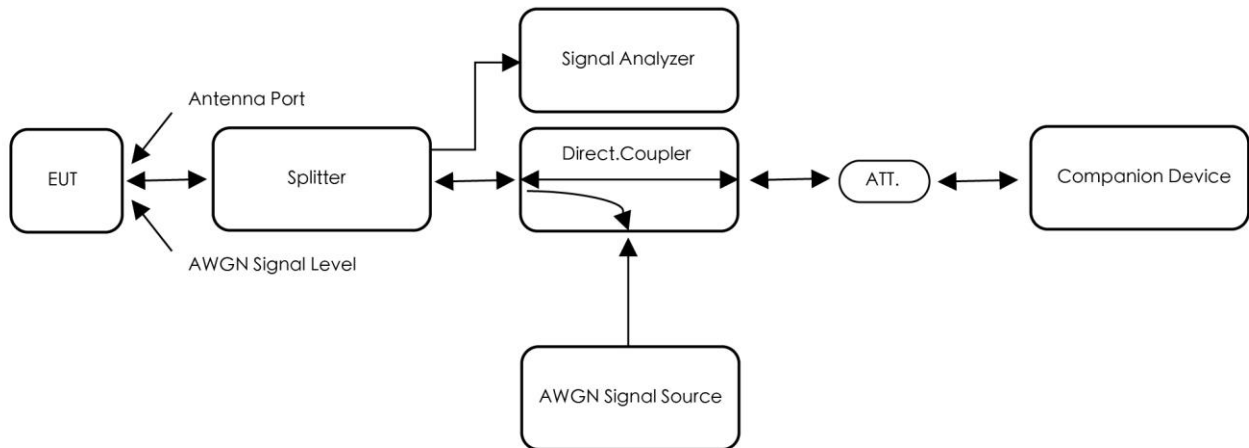 Signal Analyzer
Antenna Port
Direct.Coupler
EUT
Splitter
ATT.
Companion Device
AWGN Signal Level
AWGN Signal Source